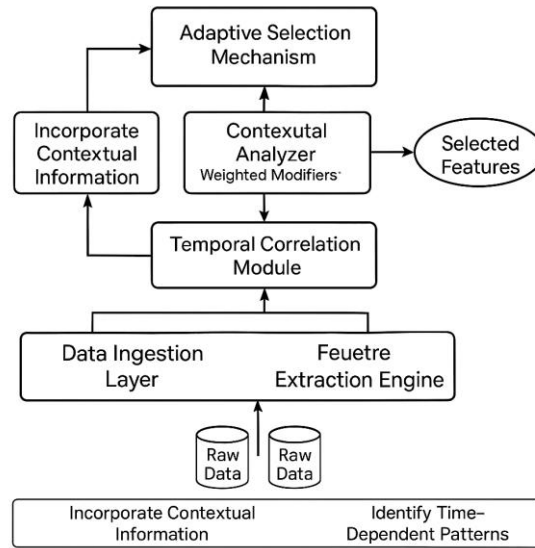 Adaptive Selection
Mechanism
Incorporate
Contextual
Information
Contexutal
Analyzer
Weighted Modifiers·
Selected
Features
Temporal Correlation
Module
Data Ingestion
Layer
Feuetre
Extraction Engine
Raw
Data
Raw
Data
Incorporate Contextual
Information
Identify Time–
Dependent Patterns